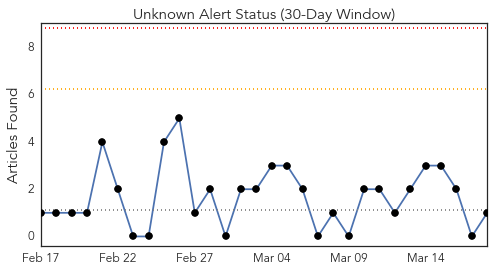 Unknown Alert Status (30-Day Window)
Articles Found
8
6
4
2
0
Feb 17 Feb 22 Feb 27 Mar 04 Mar 09 Mar 14